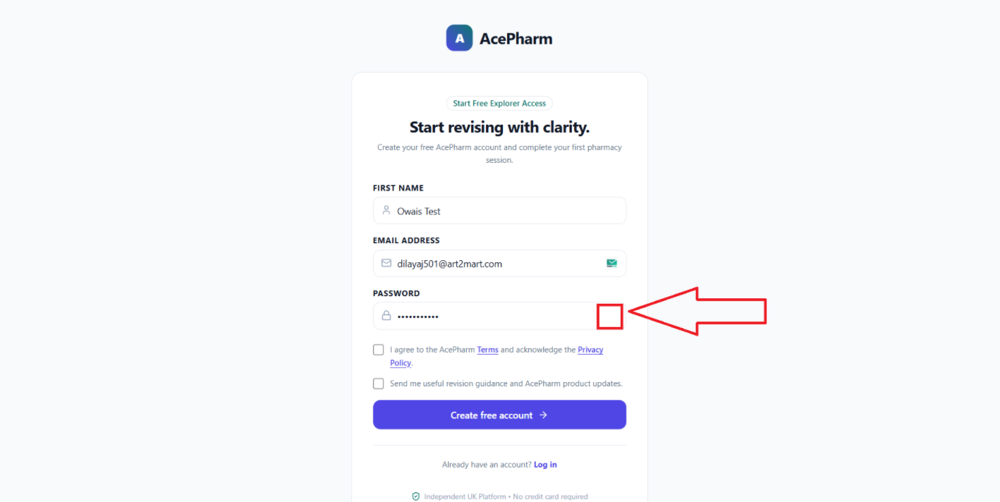 A AcePharm
Start Free Explorer Access
Start revising with clarity.
Create your free AcePharm account and complete your first pharmacy
session.
FIRST NAME
Owais Test
EMAIL ADDRESS
dilayaj501@art2mart.com
PASSWORD
•••••••••••
I agree to the AcePharm Terms and acknowledge the Privacy
Policy.
Send me useful revision guidance and AcePharm product updates.
Create free account →
Already have an account? Log in
Independent UK Platform • No credit card required